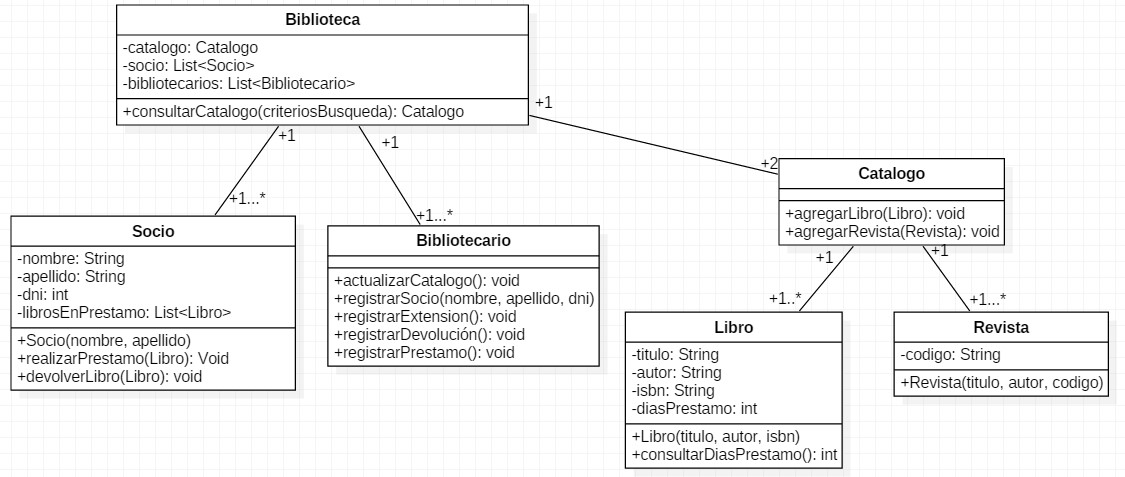 Biblioteca
-catalogo: Catalogo
-socio: List<Socio>
-bibliotecarios: List<Bibliotecario>
+consultarCatalogo(criteriosBusqueda): Catalogo
+1
+1
+1
+2
+1...*
+1...*
Socio
-nombre: String
-apellido: String
-dni: int
-librosEnPrestamo: List<Libro>
+Socio(nombre, apellido)
+realizarPrestamo(Libro): Void
+devolverLibro(Libro): void
Bibliotecario
+actualizarCatalogo(): void
+registrarSocio(nombre, apellido, dni)
+registrarExtension(): void
+registrarDevolución(): void
+registrarPrestamo(): void
Catalogo
+agregarLibro(Libro): void
+agregarRevista(Revista): void
+1
+1
+1..*
+1...*
Libro
-titulo: String
-autor: String
-isbn: String
-diasPrestamo: int
+Libro(titulo, autor, isbn)
+consultarDiasPrestamo(): int
Revista
-codigo: String
+Revista(titulo, autor, codigo)